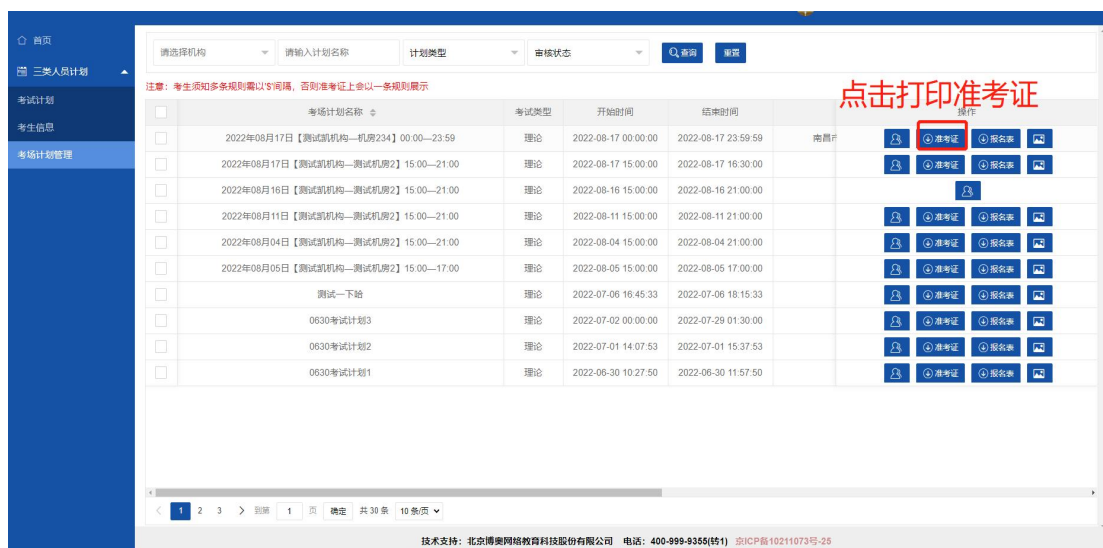 首页
请选择机构 请输入计划名称 计划类型 审核状态 查询 重置
三类人员计划
注意：考生须知多条规则需以'$'间隔，否则准考证上会以一条规则展示
点击打印准考证
考试计划
考场计划名称 考试类型 开始时间 结束时间 操作
考生信息
2022年08月17日【测试凯机构—机房234】00:00—23:59 理论 2022-08-17 00:00:00 2022-08-17 23:59:59 南昌市 准考证 报名表
考场计划管理
2022年08月17日【测试凯机构—测试机房2】15:00—21:00 理论 2022-08-17 15:00:00 2022-08-17 16:30:00 准考证 报名表
2022年08月16日【测试凯机构—测试机房2】15:00—21:00 理论 2022-08-16 15:00:00 2022-08-16 21:00:00
2022年08月11日【测试凯机构—测试机房2】15:00—21:00 理论 2022-08-11 15:00:00 2022-08-11 21:00:00 准考证 报名表
2022年08月04日【测试凯机构—测试机房2】15:00—21:00 理论 2022-08-04 15:00:00 2022-08-04 21:00:00 准考证 报名表
2022年08月05日【测试凯机构—测试机房2】15:00—17:00 理论 2022-08-05 15:00:00 2022-08-05 17:00:00 准考证 报名表
测试一下哈 理论 2022-07-06 16:45:33 2022-07-06 18:15:33 准考证 报名表
0630考试计划3 理论 2022-07-02 00:00:00 2022-07-29 01:30:00 准考证 报名表
0630考试计划2 理论 2022-07-01 14:07:53 2022-07-01 15:37:53 准考证 报名表
0630考试计划1 理论 2022-06-30 10:27:50 2022-06-30 11:57:50 准考证 报名表
1 2 3 到第 1 页 确定 共 30 条 10 条/页
技术支持：北京博奥网络教育科技股份有限公司 电话：400-999-9355(转1) 京ICP备10211073号-25